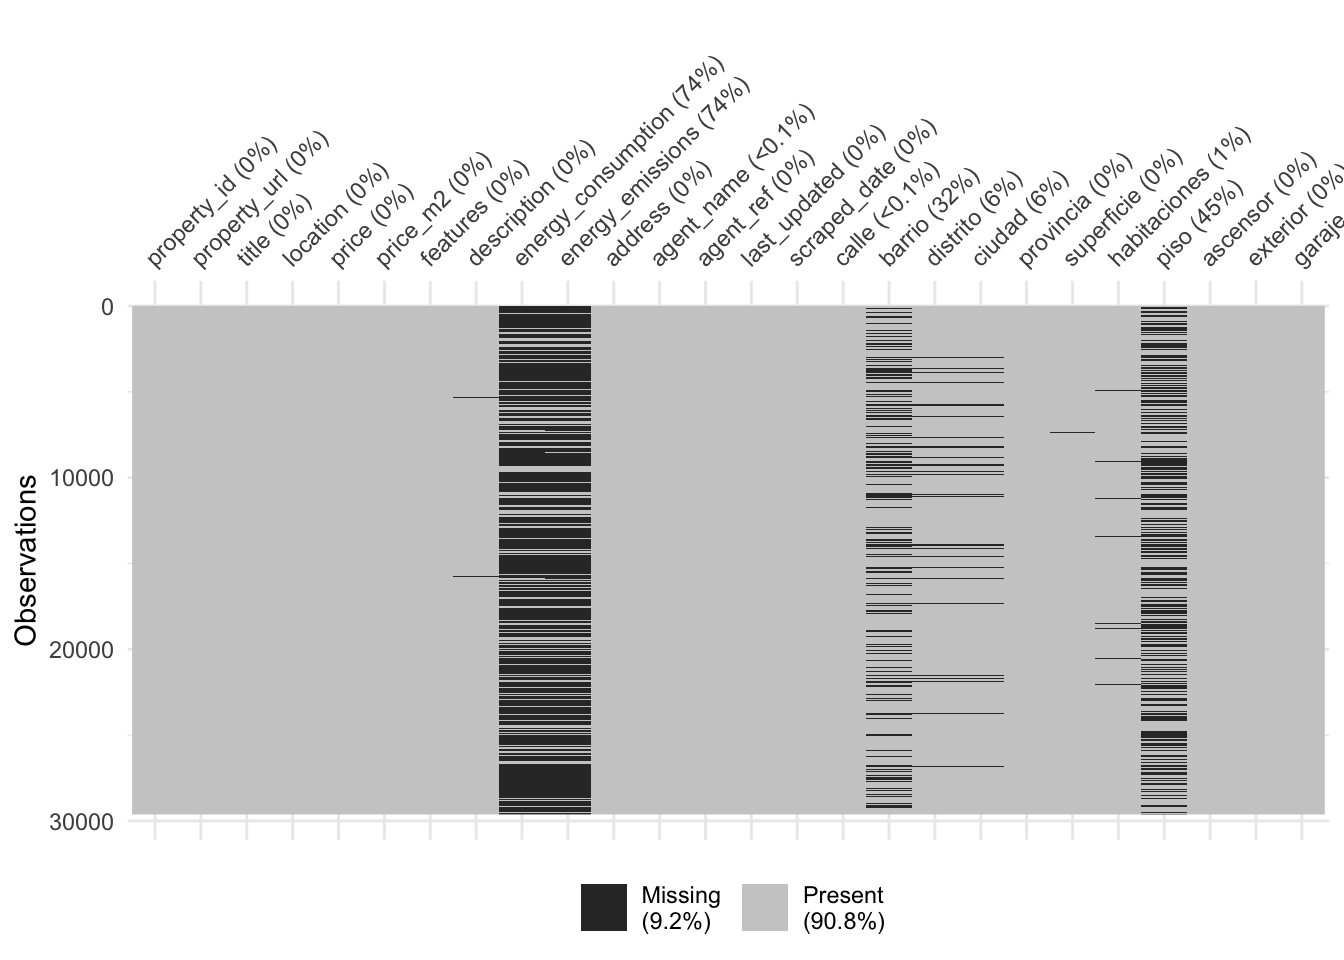 property_id (0%)
property_url (0%)
title (0%)
location (0%)
price (0%)
price_m2 (0%)
features (0%)
description (0%)
energy_consumption (74%)
energy_emissions (74%)
address (0%)
agent_name (<0.1%)
agent_ref (0%)
last_updated (0%)
scraped_date (0%)
calle (<0.1%)
barrio (32%)
distrito (6%)
ciudad (6%)
provincia (0%)
superficie (0%)
habitaciones (1%)
piso (45%)
ascensor (0%)
exterior (0%
garaje
Observations
0
10000
20000
30000
Missing
(9.2%)
Present
(90.8%)